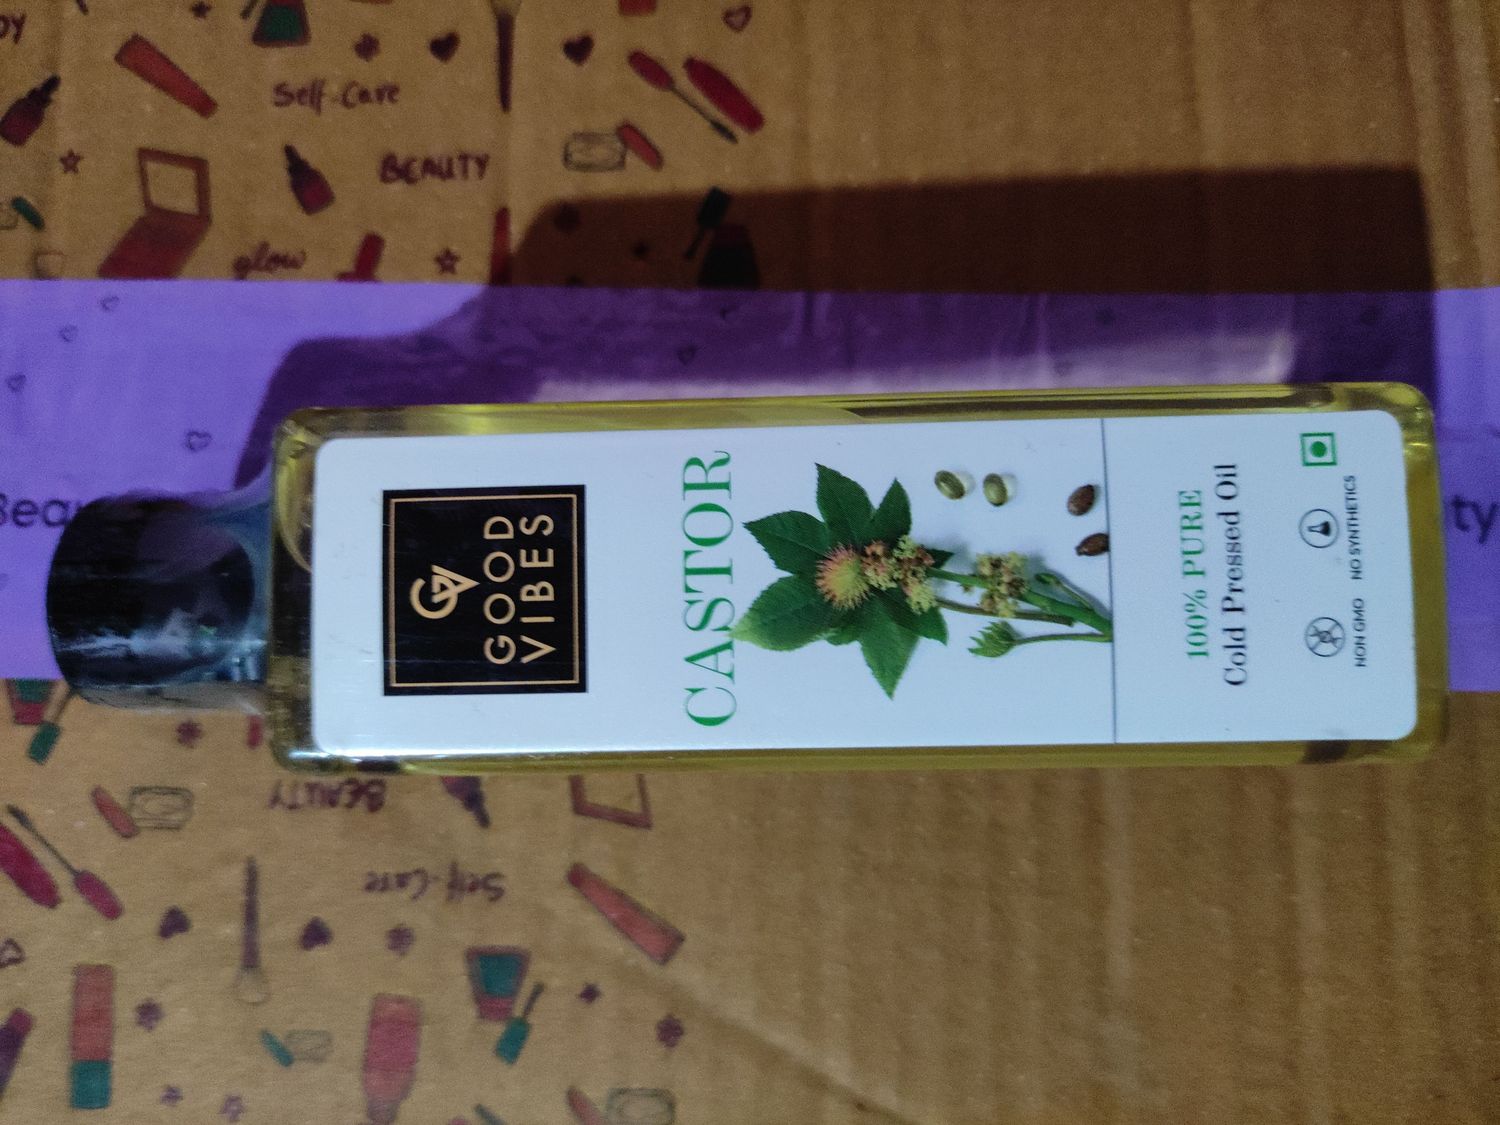 GV
GOOD
VIBES
CASTOR
100% PURE
Cold Pressed Oil
NON GMO
NO SYNTHETICS
Self-Care
BEAUTY
glow
BEAUTY
Self-Care